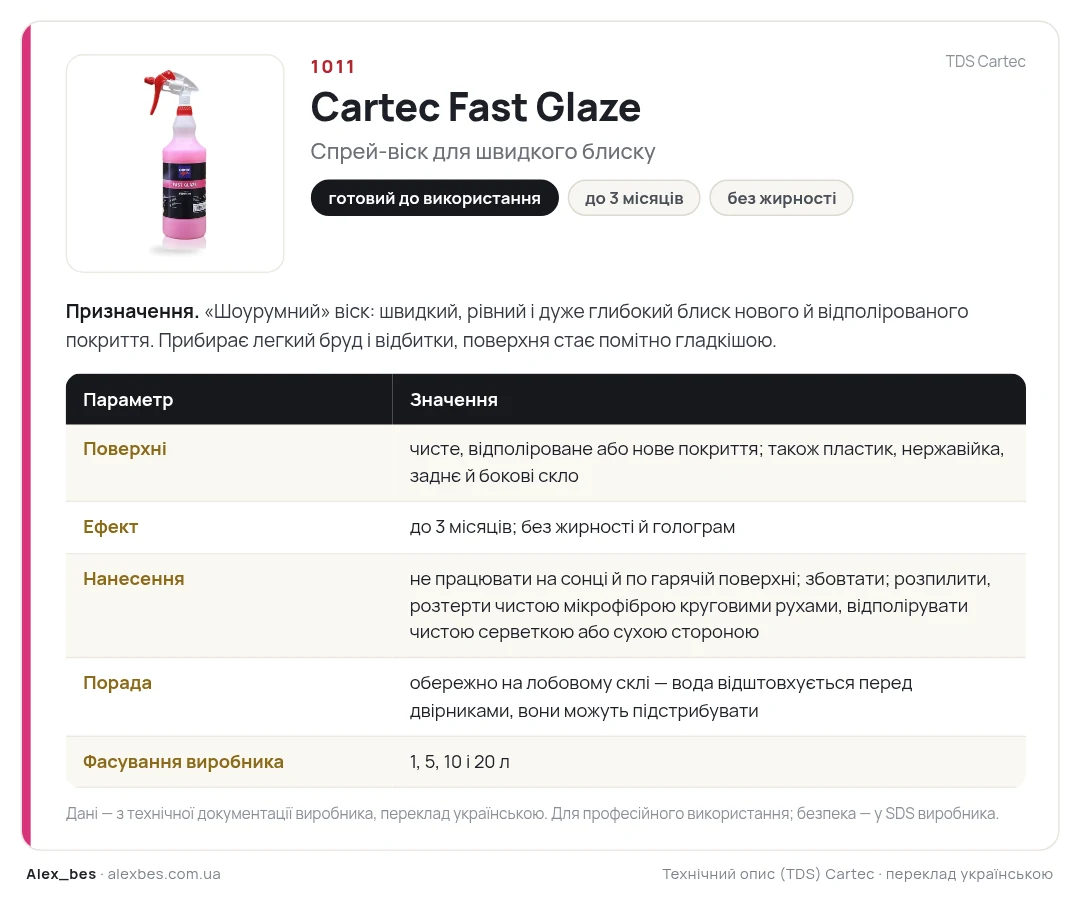 1011
TDS Cartec
Cartec Fast Glaze
Спрей-віск для швидкого блиску
готовий до використання
до 3 місяців
без жирності
FAST GLAZE
Призначення. «Шоурумний» віск: швидкий, рівний і дуже глибокий блиск нового й відполірованого
покриття. Прибирає легкий бруд і відбитки, поверхня стає помітно гладкішою.
Параметр
Значення
Поверхні
чисте, відполіроване або нове покриття; також пластик, нержавійка,
заднє й бокові скло
Ефект
до 3 місяців; без жирності й голограм
Нанесення
не працювати на сонці й по гарячій поверхні; збовтати; розпилити,
розтерти чистою мікрофіброю круговими рухами, відполірувати
чистою серветкою або сухою стороною
Порада
обережно на лобовому склі — вода відштовхується перед
двірниками, вони можуть підстрибувати
Фасування виробника
1, 5, 10 і 20 л
Дані — з технічної документації виробника, переклад українською. Для професійного використання; безпека — у SDS виробника.
Alex_bes · alexbes.com.ua
Технічний опис (TDS) Cartec · переклад українською